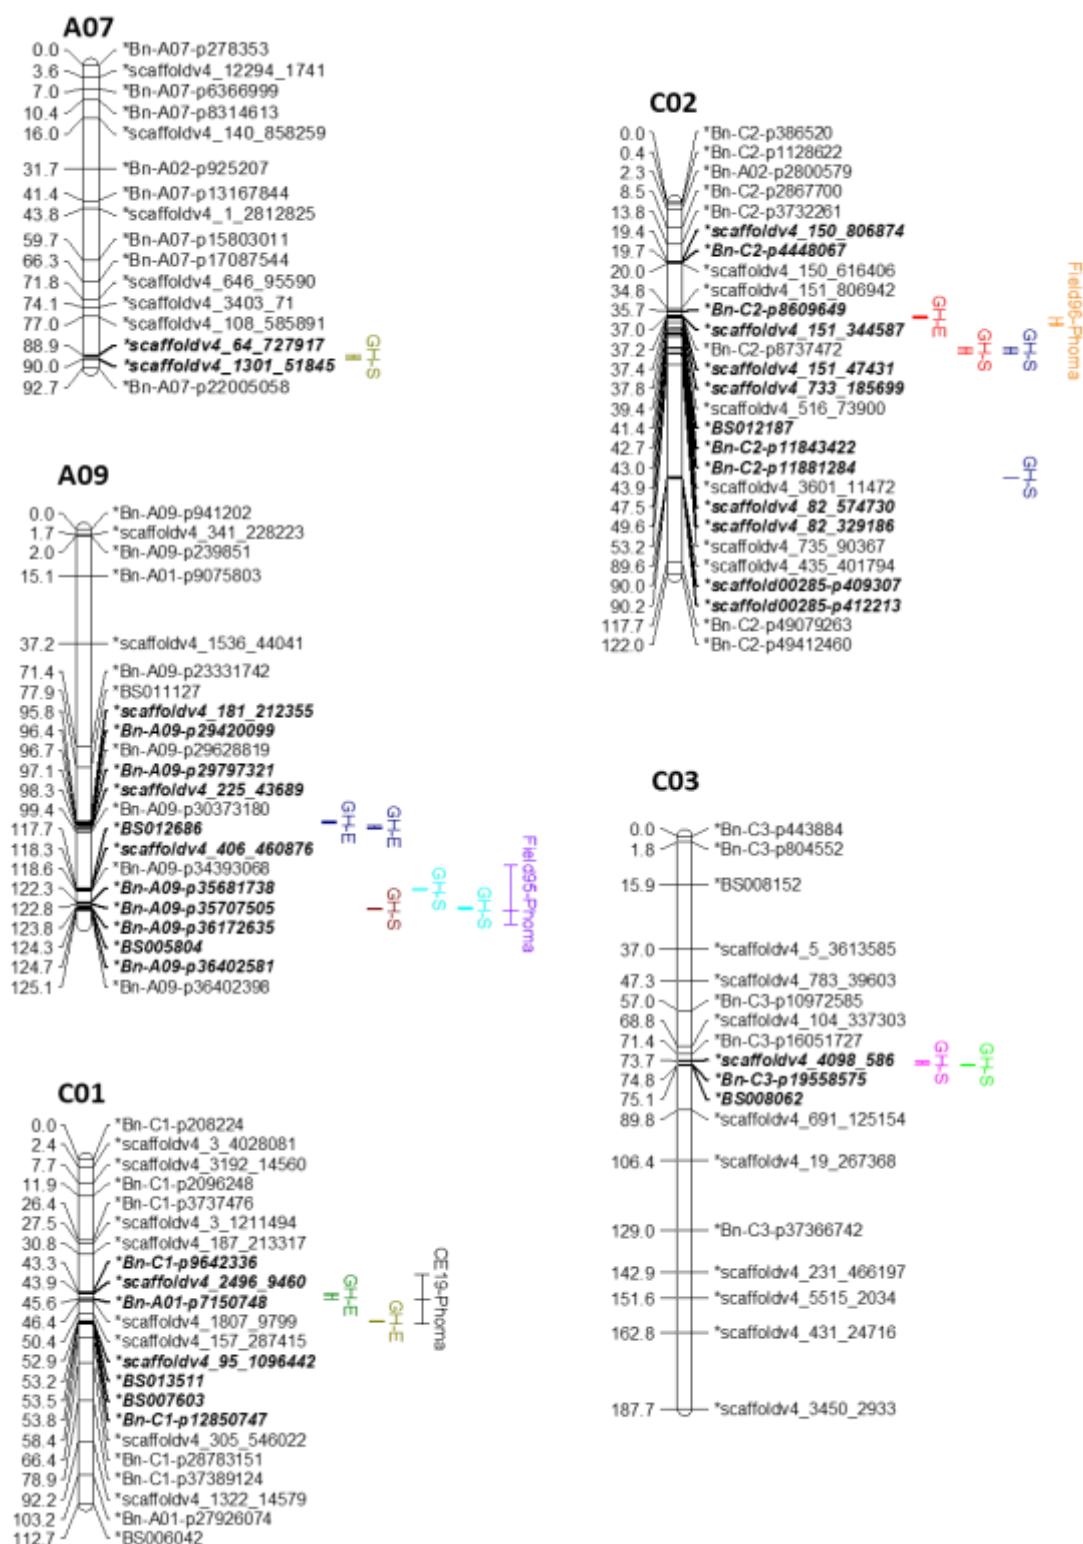 A07
0.0 *Bn-A07-p278353
3.6 *scaffoldv4_12294_1741
7.0 *Bn-A07-p6366999
10.4 *Bn-A07-p8314613
16.0 *scaffoldv4_140_858259
31.7 *Bn-A02-p925207
41.4 *Bn-A07-p13167844
43.8 *scaffoldv4_1_2812825
59.7 *Bn-A07-p15803011
66.3 *Bn-A07-p17087544
71.8 *scaffoldv4_646_95590
74.1 *scaffoldv4_3403_71
77.0 *scaffoldv4_108_585891
88.9 *scaffoldv4_64_727917
90.0 *scaffoldv4_1301_51845
92.7 *Bn-A07-p22005058
GH-S
A09
0.0 *Bn-A09-p941202
1.7 *scaffoldv4_341_228223
2.0 *Bn-A09-p239851
15.1 *Bn-A01-p9075803
37.2 *scaffoldv4_1536_44041
71.4 *Bn-A09-p23331742
77.9 *BS011127
95.8 *scaffoldv4_181_212355
96.4 *Bn-A09-p29420099
96.7 *Bn-A09-p29628819
97.1 *Bn-A09-p29797321
98.3 *scaffoldv4_225_43689
99.4 *Bn-A09-p30373180
117.7 *BS012686
118.3 *scaffoldv4_406_460876
118.6 *Bn-A09-p34393068
122.3 *Bn-A09-p35681738
122.8 *Bn-A09-p35707505
123.8 *Bn-A09-p36172635
124.3 *BS005804
124.7 *Bn-A09-p36402581
125.1 *Bn-A09-p36402398
GH-E
GH-E
GH-S
GH-S
GH-S
Field95-Phoma
C01
0.0 *Bn-C1-p208224
2.4 *scaffoldv4_3_4028081
7.7 *scaffoldv4_3192_14560
11.9 *Bn-C1-p2096248
26.4 *Bn-C1-p3737476
27.5 *scaffoldv4_3_1211494
30.8 *scaffoldv4_187_213317
43.3 *Bn-C1-p9642336
43.9 *scaffoldv4_2496_9460
45.6 *Bn-A01-p7150748
46.4 *scaffoldv4_1807_9799
50.4 *scaffoldv4_157_287415
52.9 *scaffoldv4_95_1096442
53.2 *BS013511
53.5 *BS007603
53.8 *Bn-C1-p12850747
58.4 *scaffoldv4_305_546022
66.4 *Bn-C1-p28783151
78.9 *Bn-C1-p37389124
92.2 *scaffoldv4_1322_14579
103.2 *Bn-A01-p27926074
112.7 *BS006042
GH-E
GH-E
CE19-Phoma
C02
0.0 *Bn-C2-p386520
0.4 *Bn-C2-p1128622
2.3 *Bn-A02-p2800579
8.5 *Bn-C2-p2867700
13.8 *Bn-C2-p3732261
19.4 *scaffoldv4_150_806874
19.7 *Bn-C2-p4448067
20.0 *scaffoldv4_150_616406
34.8 *scaffoldv4_151_806942
35.7 *Bn-C2-p8609649
37.0 *scaffoldv4_151_344587
37.2 *Bn-C2-p8737472
37.4 *scaffoldv4_151_47431
37.8 *scaffoldv4_733_185699
39.4 *scaffoldv4_516_73900
41.4 *BS012187
42.7 *Bn-C2-p11843422
43.0 *Bn-C2-p11881284
43.9 *scaffoldv4_3601_11472
47.5 *scaffoldv4_82_574730
49.6 *scaffoldv4_82_329186
53.2 *scaffoldv4_735_90367
89.6 *scaffoldv4_435_401794
90.0 *scaffold00285-p409307
90.2 *scaffold00285-p412213
117.7 *Bn-C2-p49079263
122.0 *Bn-C2-p49412460
GH-E
GH-S
GH-S
Field96-Phoma
GH-S
C03
0.0 *Bn-C3-p443884
1.8 *Bn-C3-p804552
15.9 *BS008152
37.0 *scaffoldv4_5_3613585
47.3 *scaffoldv4_783_39603
57.0 *Bn-C3-p10972585
68.8 *scaffoldv4_104_337303
71.4 *Bn-C3-p16051727
73.7 *scaffoldv4_4098_586
74.8 *Bn-C3-p19558575
75.1 *BS008062
89.8 *scaffoldv4_691_125154
106.4 *scaffoldv4_19_267368
129.0 *Bn-C3-p37366742
142.9 *scaffoldv4_231_466197
151.6 *scaffoldv4_5515_2034
162.8 *scaffoldv4_431_24716
187.7 *scaffoldv4_3450_2933
GH-S
GH-S